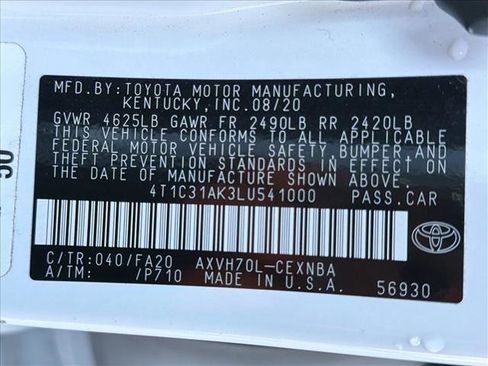 MFD.BY:TOYOTA MOTOR MANUFACTURING,
KENTUCKY,INC.08/20
GVWR 4625LB GAWR FR 2490LB RR 2420LB
THIS VEHICLE CONFORMS TO ALL APPLICABLE
FEDERAL MOTOR VEHICLE SAFETY,BUMPER,AND
THEFT PREVENTION STANDARDS IN EFFECT ON
THE DATE OF MANUFACTURE SHOWN ABOVE.
4T1C31AK3LU541000 PASS.CAR
C/TR:040/FA20 AXVH70L-CEXNBA
A/TM: /P710 MADE IN U.S.A. 56930
TOYOTA